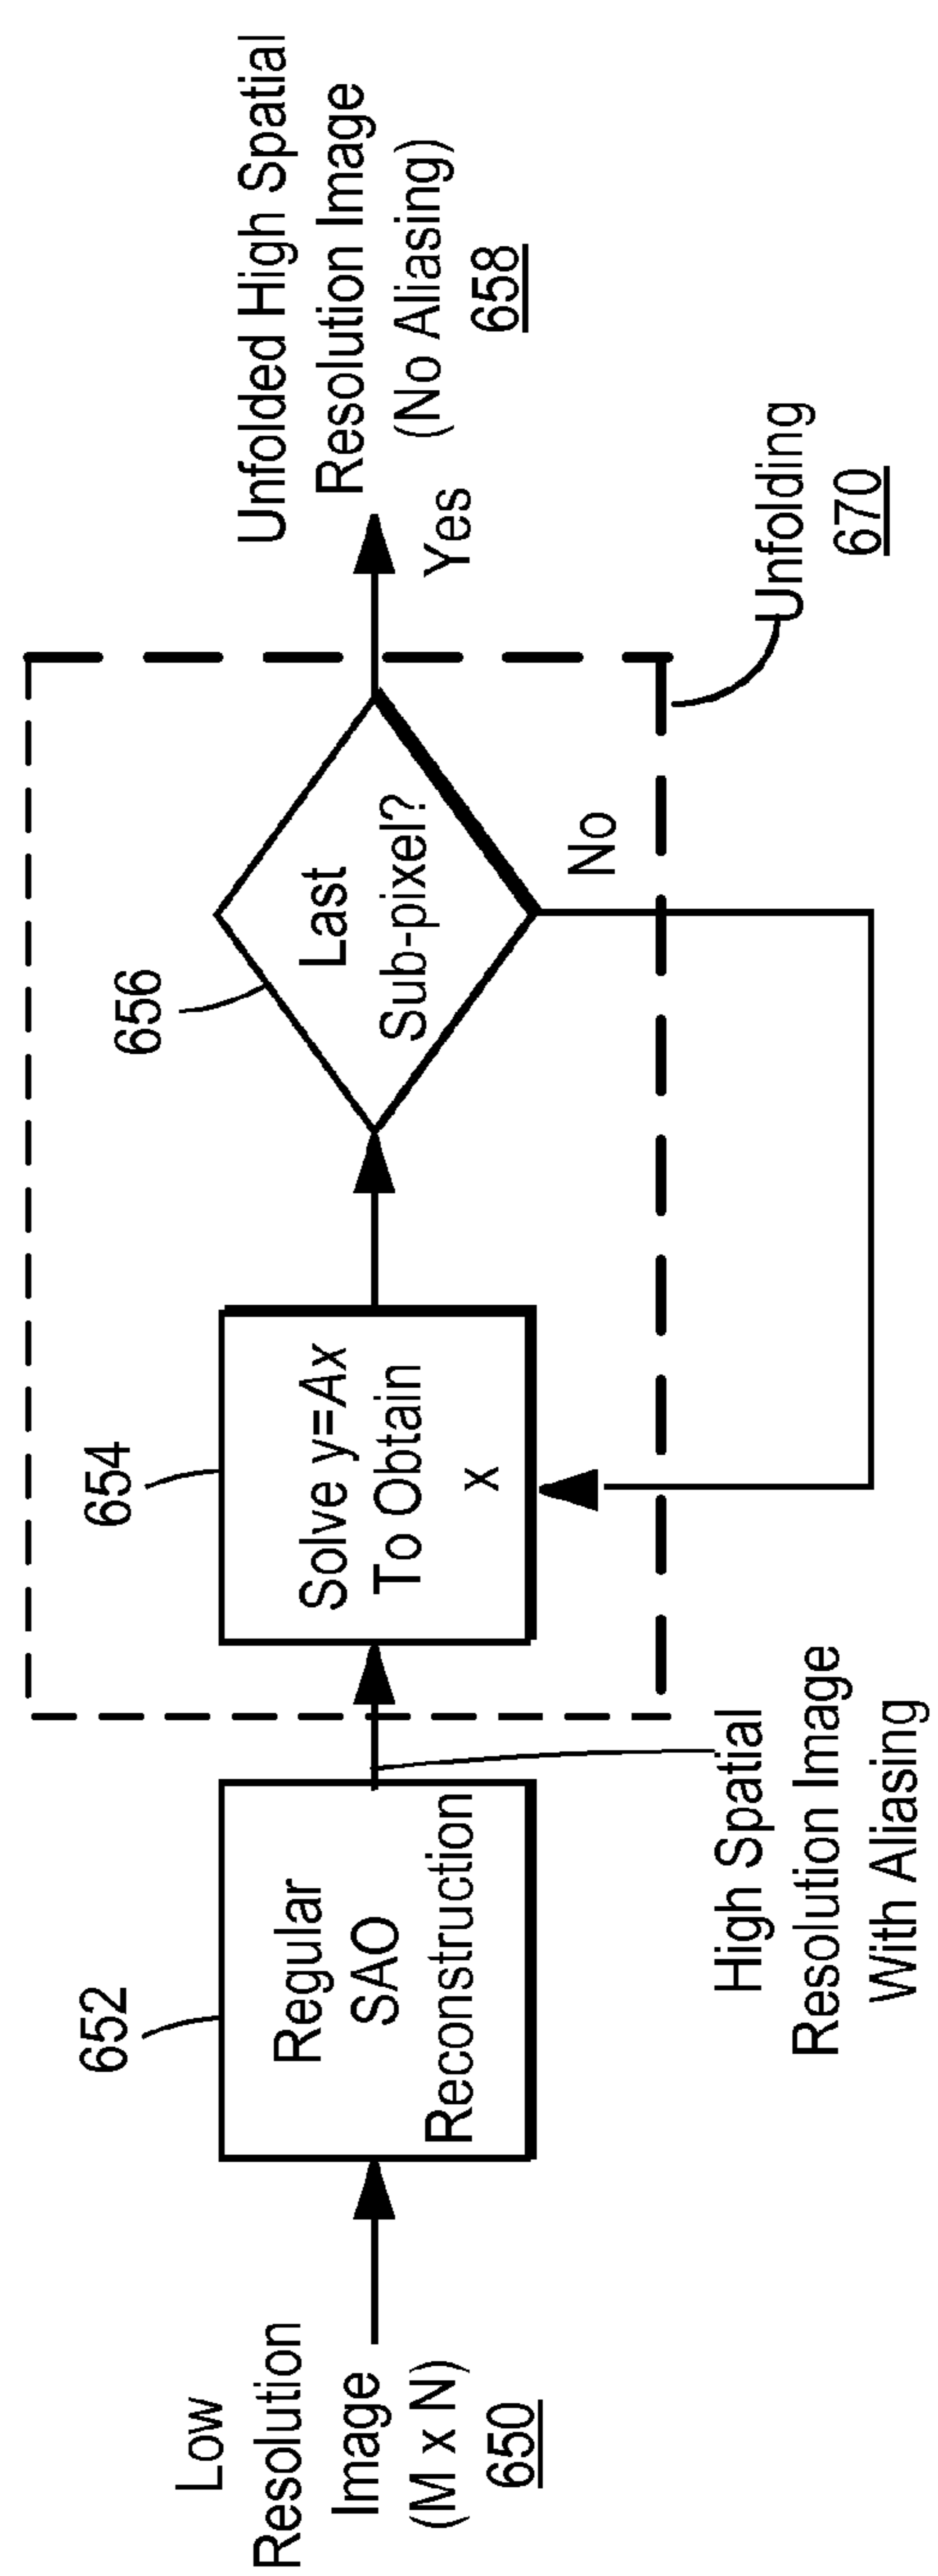 Low
Resolution
Image
(M x N)
650
652
Regular
SAO
Reconstruction
High Spatial
Resolution Image
With Aliasing
654
Solve y=Ax
To Obtain
x
656
Last
Sub-pixel?
No
Yes
Unfolding
670
Unfolded High Spatial
Resolution Image
(No Aliasing)
658